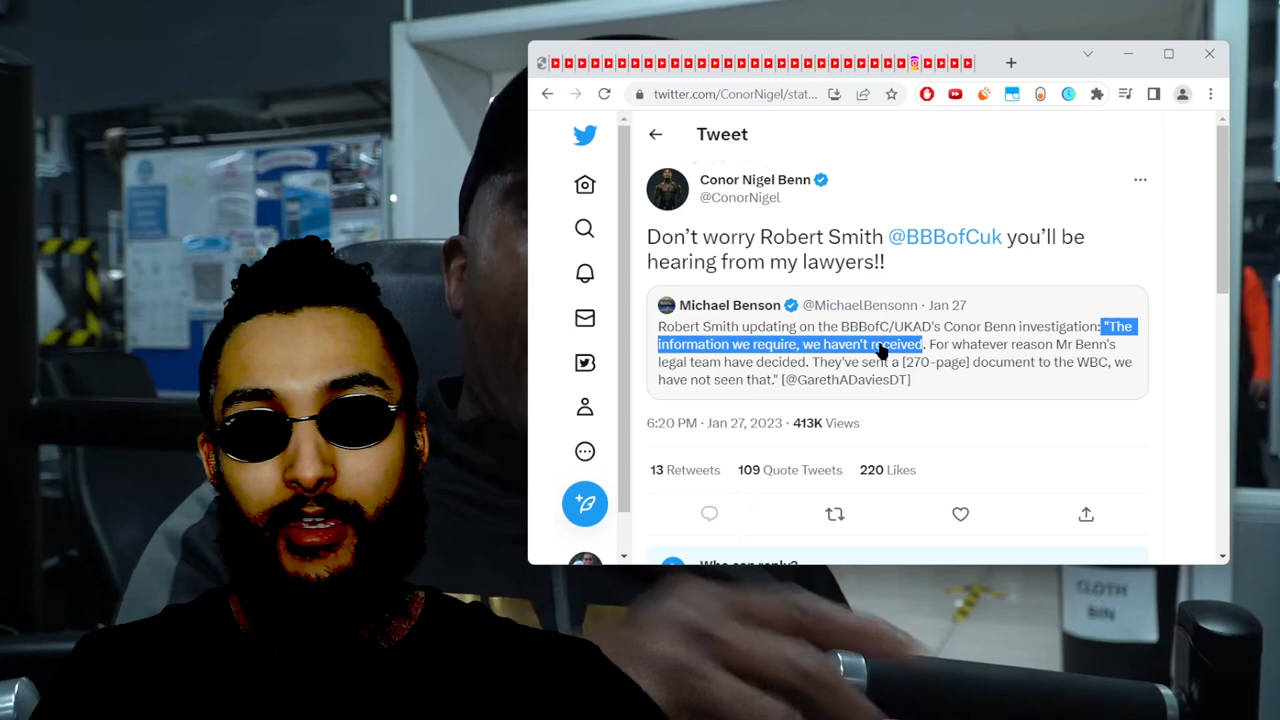 twitter.com/ConorNigel/stat...
Tweet
Conor Nigel Benn
@ConorNigel
Don’t worry Robert Smith @BBBofCuk you’ll be
hearing from my lawyers!!
Michael Benson @MichaelBensonn · Jan 27
Robert Smith updating on the BBBofC/UKAD's Conor Benn investigation: "The
information we require, we haven't received. For whatever reason Mr Benn's
legal team have decided. They've sent a [270-page] document to the WBC, we
have not seen that." [@GarethADaviesDT]
6:20 PM · Jan 27, 2023 · 413K Views
13 Retweets 109 Quote Tweets 220 Likes
Who can reply?
CLOTH
BIN